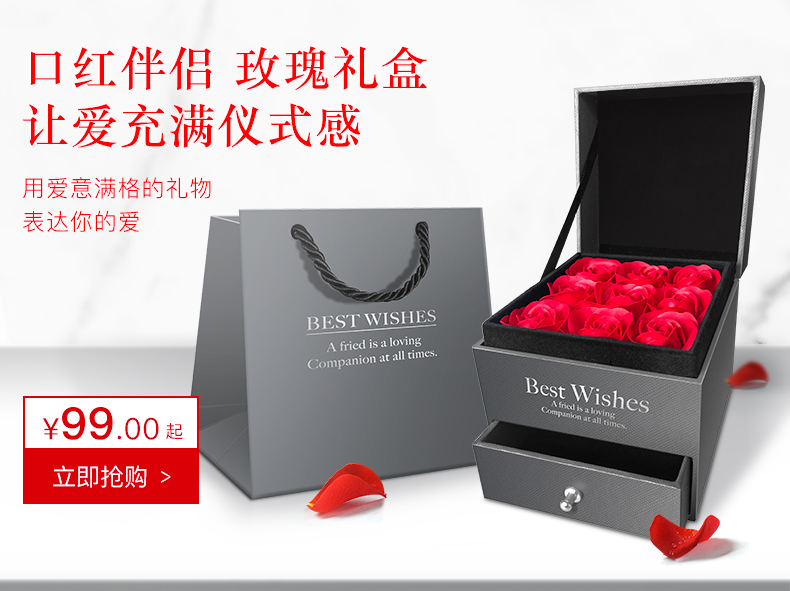 口红伴侣 玫瑰礼盒
让爱充满仪式感
用爱意满格的礼物
表达你的爱
BEST WISHES
A fried is a loving
Companion at all times.
Best Wishes
A fried is a loving
Companion at all times.
¥99.00 起
立即抢购 >